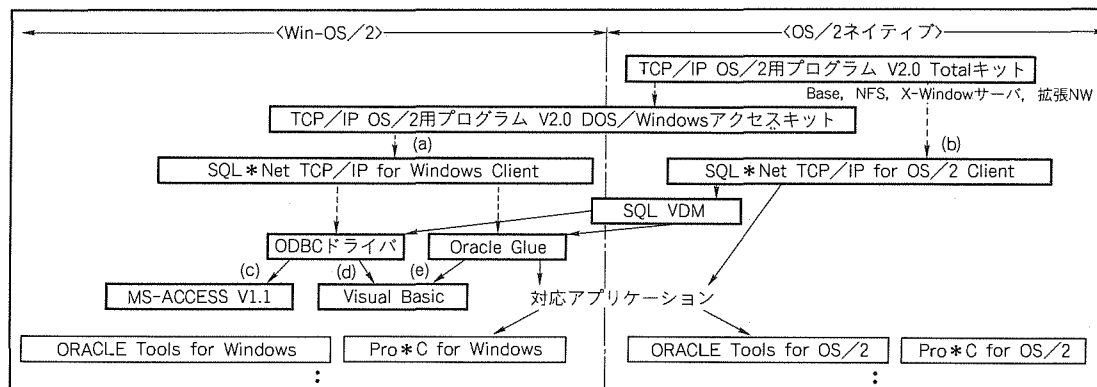 〈Win-OS/2〉
〈OS/2ネイティブ〉
TCP/IP OS/2用プログラム V2.0 Totalキット
Base, NFS, X-Windowサーバ, 拡張NW
TCP/IP OS/2用プログラム V2.0 DOS/Windowsアクセスキット
(a)
(b)
SQL*Net TCP/IP for Windows Client
SQL*Net TCP/IP for OS/2 Client
SQL VDM
ODBCドライバ
Oracle Glue
(c)
(d)
(e)
MS-ACCESS V1.1
Visual Basic
対応アプリケーション
ORACLE Tools for Windows
Pro*C for Windows
ORACLE Tools for OS/2
Pro*C for OS/2
:
: